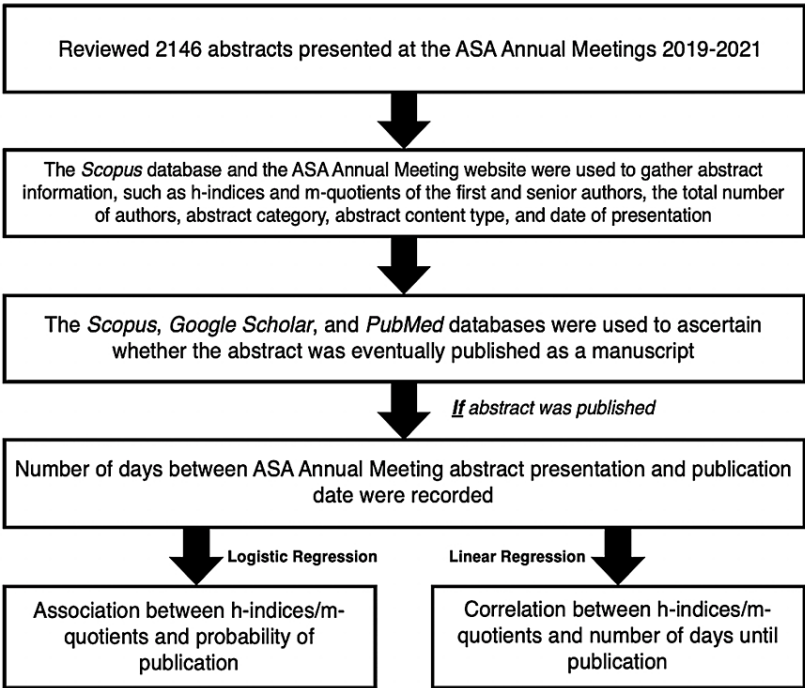 Reviewed 2146 abstracts presented at the ASA Annual Meetings 2019-2021
The Scopus database and the ASA Annual Meeting website were used to gather abstract
information, such as h-indices and m-quotients of the first and senior authors, the total number
of authors, abstract category, abstract content type, and date of presentation
The Scopus, Google Scholar, and PubMed databases were used to ascertain
whether the abstract was eventually published as a manuscript
If abstract was published
Number of days between ASA Annual Meeting abstract presentation and publication
date were recorded
Logistic Regression
Linear Regression
Association between h-indices/m-
quotients and probability of
publication
Correlation between h-indices/m-
quotients and number of days until
publication